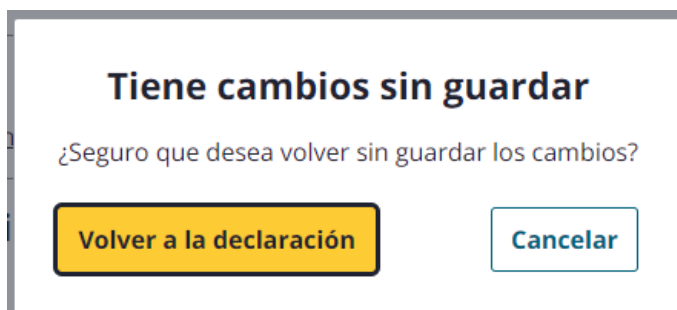 Tiene cambios sin guardar
¿Seguro que desea volver sin guardar los cambios?
Volver a la declaración
Cancelar